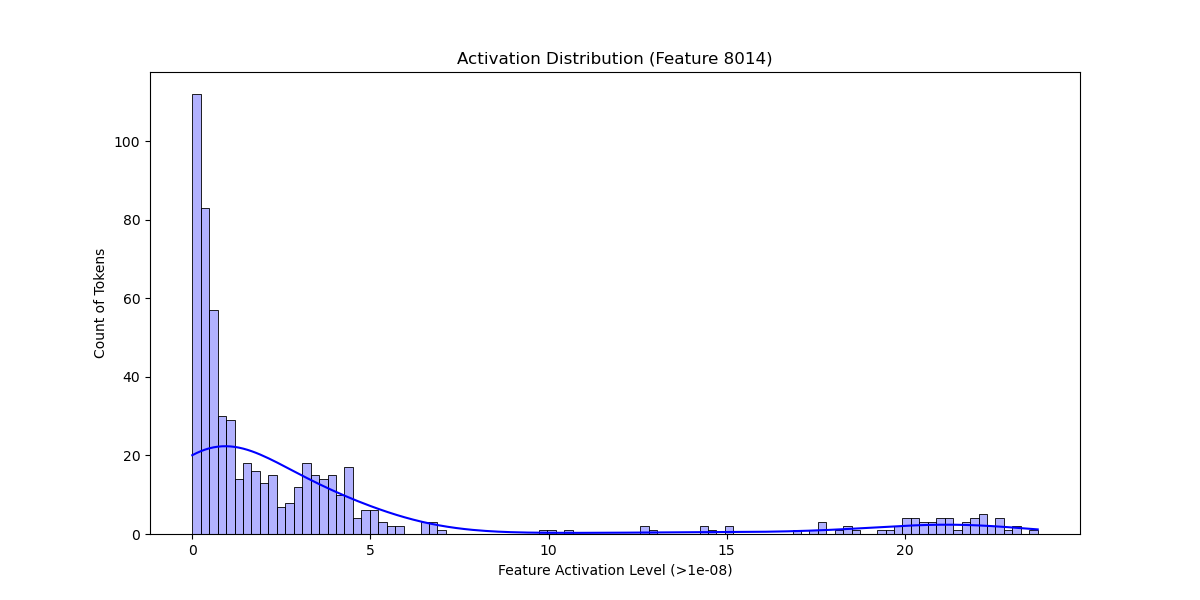 Activation Distribution (Feature 8014)
Count of Tokens
100
80
60
40
20
0
0 5 10 15 20
Feature Activation Level (>1e-08)